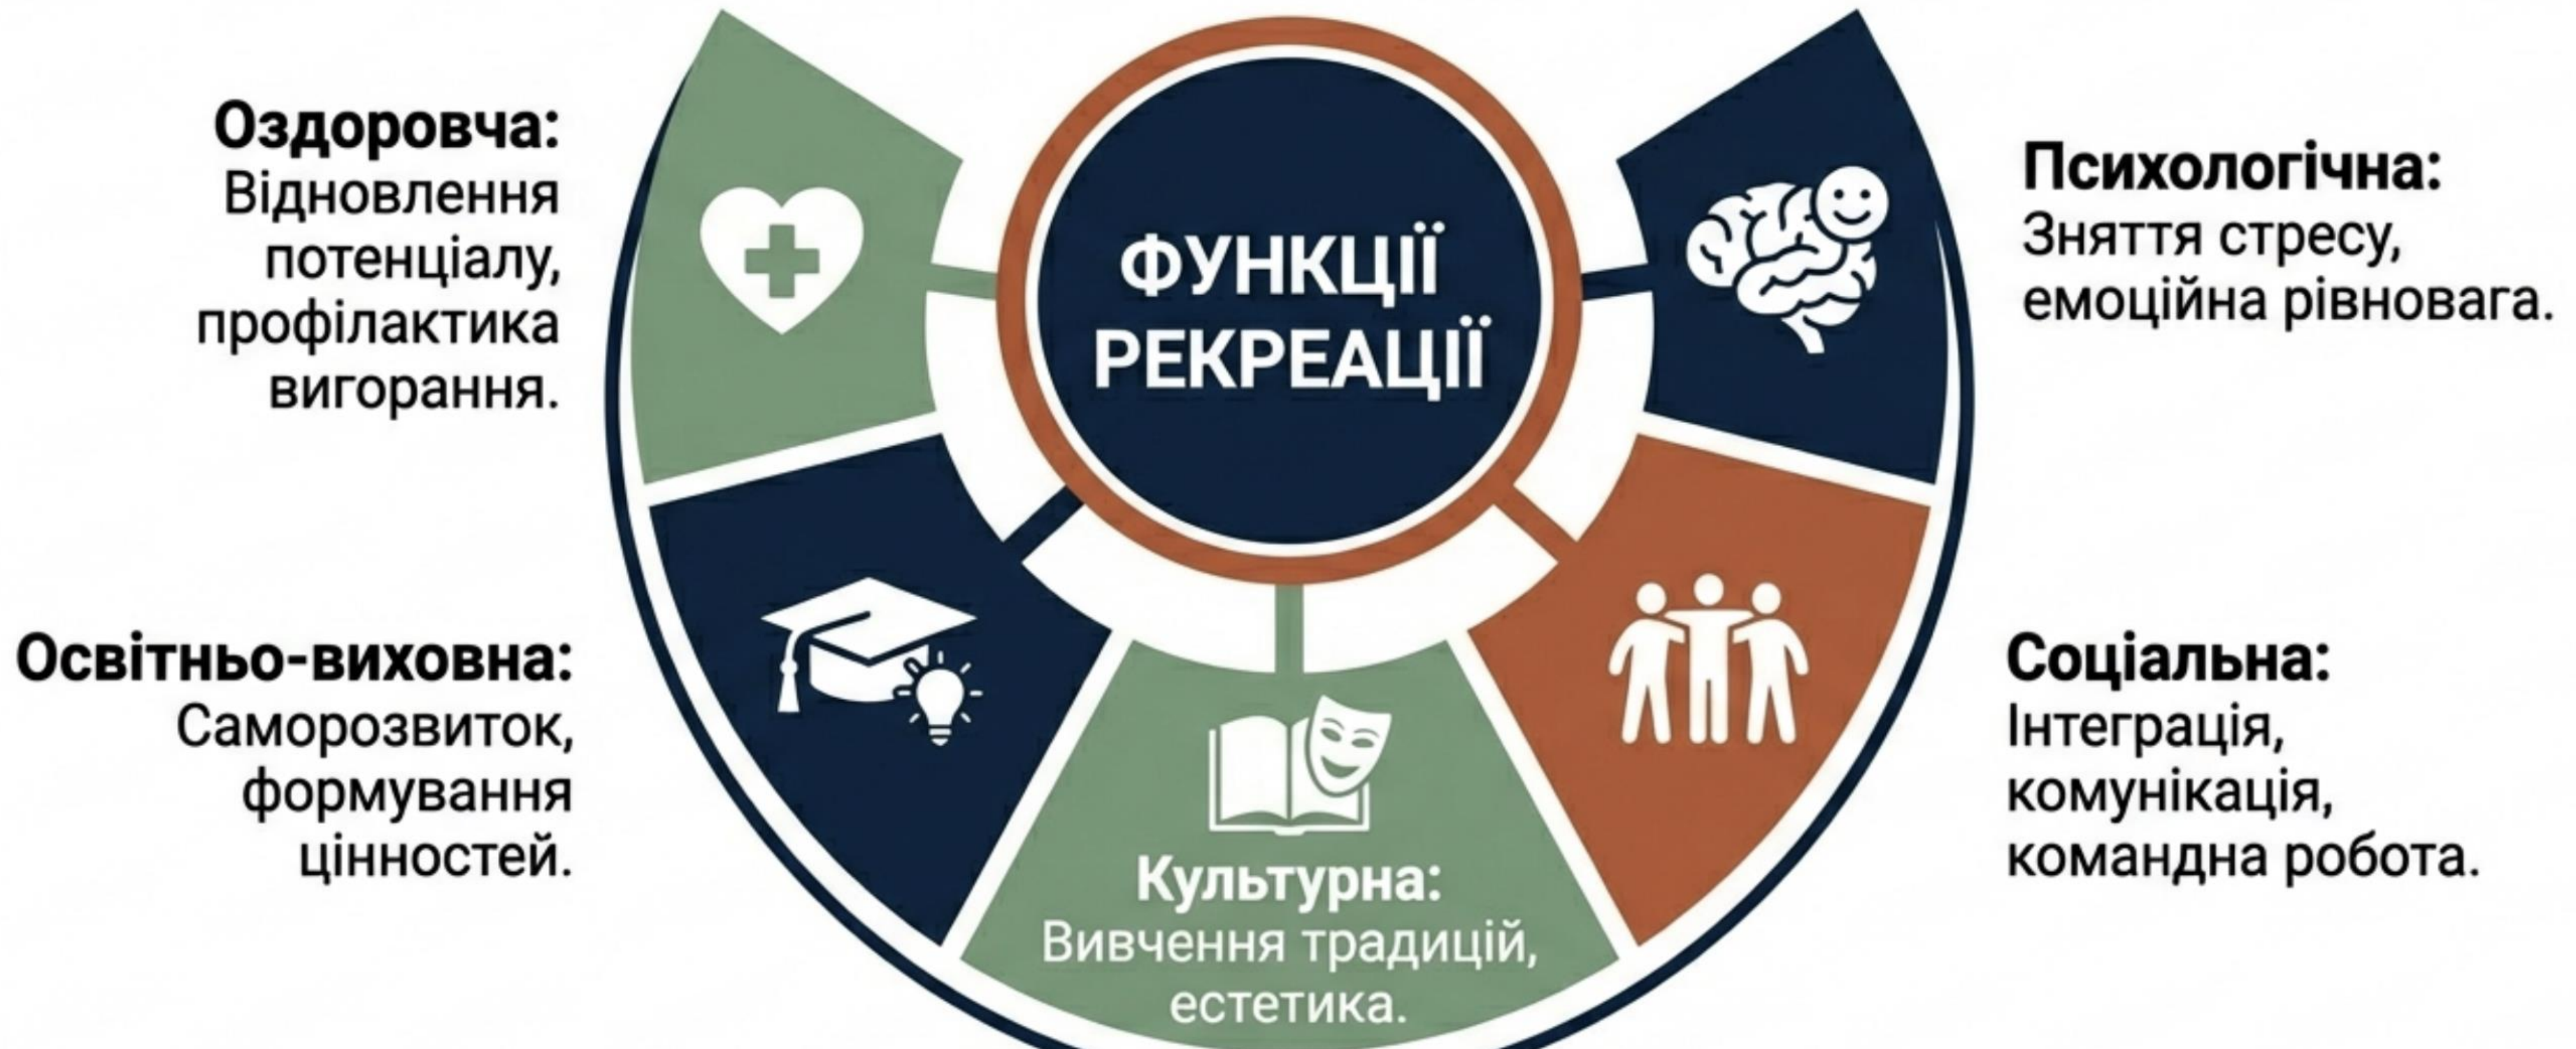 ФУНКЦІЇ
РЕКРЕАЦІЇ
Оздоровча:
Відновлення
потенціалу,
профілактика
вигорання.
Освітньо-виховна:
Саморозвиток,
формування
цінностей.
Культурна:
Вивчення традицій,
естетика.
Психологічна:
Зняття стресу,
емоційна рівновага.
Соціальна:
Інтеграція,
комунікація,
командна робота.